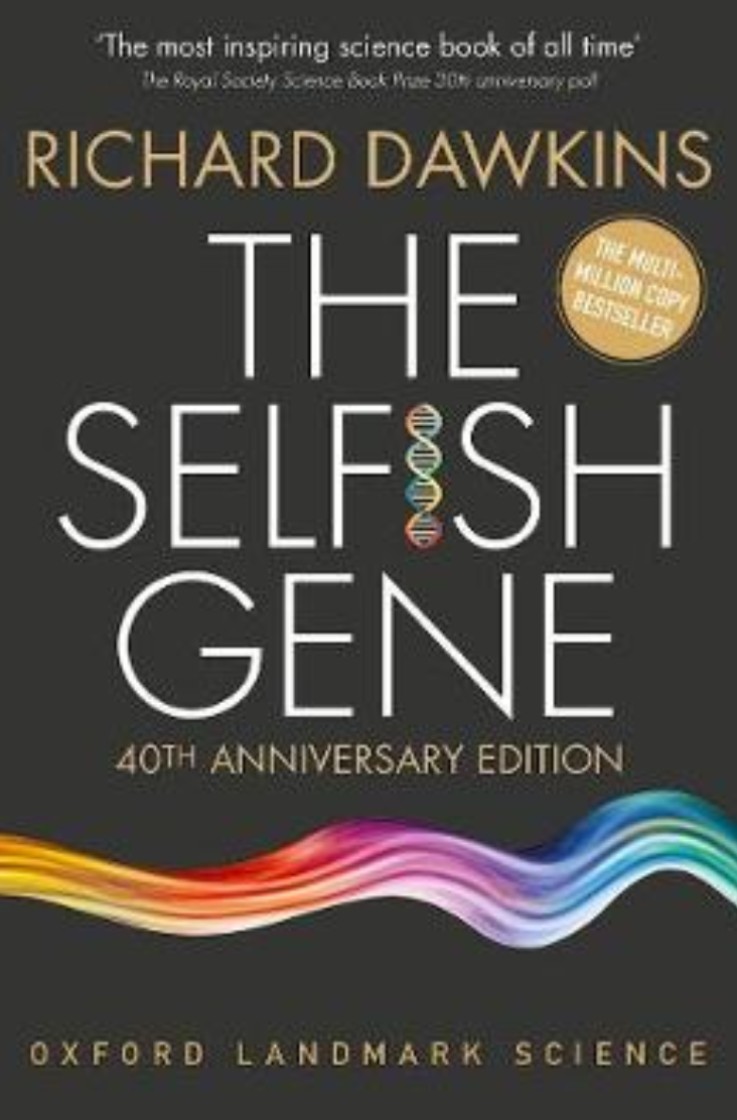 'The most inspiring science book of all time'
The Royal Society Science Book Prize 30th anniversary poll
RICHARD DAWKINS
THE
THE MULTI-
MILLION COPY
BESTSELLER
SELFISH
GENE
40TH ANNIVERSARY EDITION
OXFORD LANDMARK SCIENCE